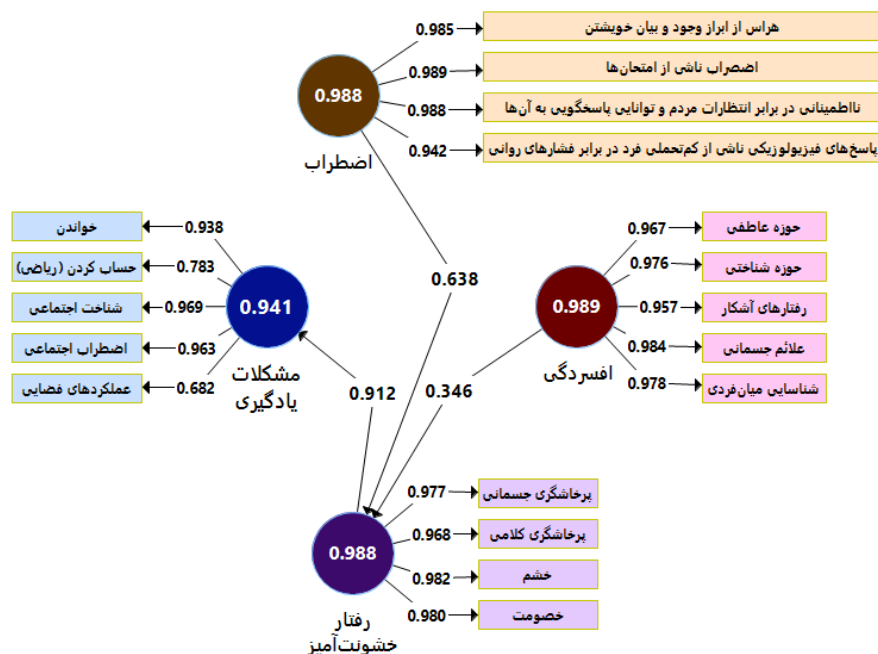 0.985
هراس از ابراز وجود و بیان خویشتن
0.989
اضصراب ناشی از امتحان‌ها
0.988
0.988
نااطمینانی در برابر انتظارات مردم و توانایی پاسخگویی به آن‌ها
0.942
پاسخ‌های فیزیولوزیکی ناشی از کم‌تحملی فرد در برابر فشارهای روانی
اضطراب
0.638
0.967
حوزه عاطفی
0.976
حوزه شناختی
0.989
0.957
رفتارهای آشکار
0.984
علائم جسمانی
0.978
شناسایی میان‌فردی
افسردگی
0.346
خواندن
0.938
حساب کردن (ریاضی)
0.783
شناخت اجتماعی
0.969
0.941
اضطراب اجتماعی
0.963
عملکردهای فضایی
0.682
مشکلات
یادگیری
0.912
0.977
پرخاشگری جسمانی
0.968
پرخاشگری کلامی
0.988
0.982
خشم
0.980
خصومت
رفتار
خشونت‌آمیز